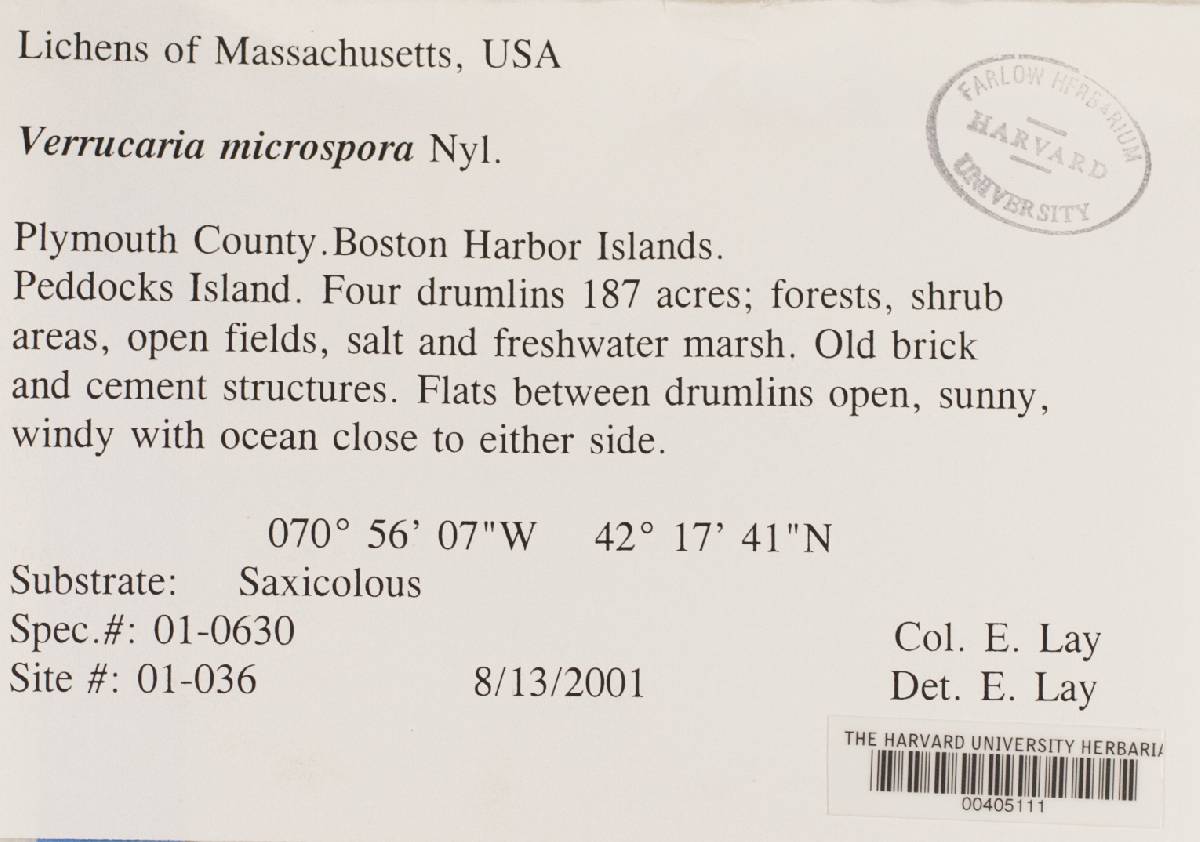 Lichens of Massachusetts, USA
FARLOW HERBARIUM
HARVARD
UNIVERSITY
Verrucaria microspora Nyl.
Plymouth County.Boston Harbor Islands.
Peddocks Island. Four drumlins 187 acres; forests, shrub
areas, open fields, salt and freshwater marsh. Old brick
and cement structures. Flats between drumlins open, sunny,
windy with ocean close to either side.
070° 56’ 07"W 42° 17’ 41"N
Substrate: Saxicolous
Spec.#: 01-0630
Col. E. Lay
Site #: 01-036 8/13/2001 Det. E. Lay
THE HARVARD UNIVERSITY HERBARIA
00405111